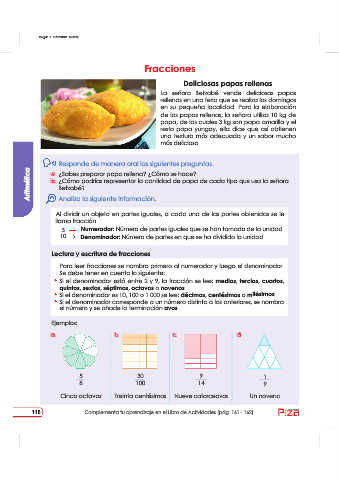 Fracciones
Deliciosas papas rellenas
La señora Betsabé vende deliciosas papas
rellenas en una feria que se realiza los domingos
en su pequeña localidad. Para la elaboración
de las papas rellenas, la señora utiliza 10 kg de
papa, de los cuales 3 kg son papa amarilla y el
resto papa yungay, ella dice que así obtienen
una textura más adecuada y un sabor mucho
más delicioso
Responde de manera oral las siguientes preguntas.
a. ¿Sabes preparar papa rellena? ¿Cómo se hace?
b. ¿Cómo podrías representar la cantidad de papa de cada tipo que usa la señora
Betsabé?
Analiza la siguiente información.
Al dividir un objeto en partes iguales, a cada una de las partes obtenidas se le
llama fracción
3 → Numerador: Número de partes iguales que se han tomado de la unidad
10 → Denominador: Número de partes en que se ha dividido la unidad
Lectura y escritura de fracciones
Para leer fracciones se nombra primero al numerador y luego el denominador
Se debe tener en cuenta lo siguiente:
* Si el denominador está entre 2 y 9, la fracción se lee: medios, tercios, cuartos,
quintos, sextos, séptimos, octavos o novenos
* Si el denominador es 10, 100 o 1 000 se lee: décimos, centésimos o milésimos
* Si el denominador corresponde a un número distinto a los anteriores, se nombra
el número y se añade la terminación-avos
Ejemplos:
a. b. c. d.
5 30 9 1
8 100 14 9
Cinco octavos Treinta centésimos Nueve catorceavos Un noveno
Aritmética
110 Complementa tu aprendizaje en el Libro de Actividades (pág. 161 - 162)